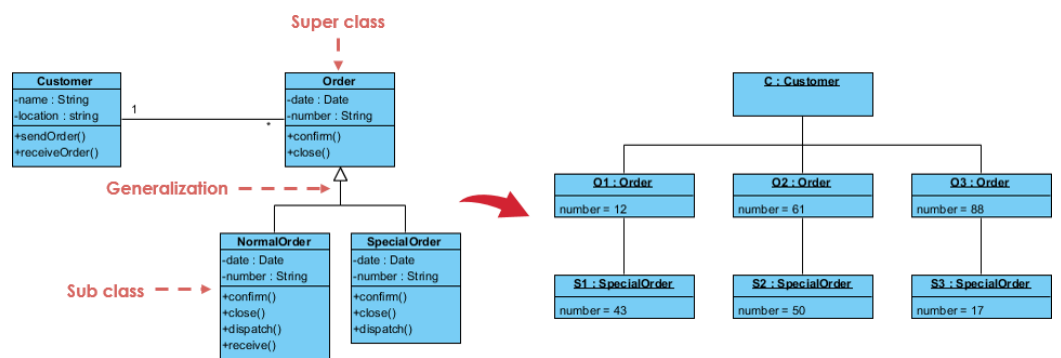 Super class
Customer
-name : String
-location : string
+sendOrder()
+receiveOrder()
1
*
Order
-date : Date
-number : String
+confirm()
+close()
Generalization
Sub class
NormalOrder
-date : Date
-number : String
+confirm()
+close()
+dispatch()
+receive()
SpecialOrder
-date : Date
-number : String
+confirm()
+close()
+dispatch()
C : Customer
O1 : Order
number = 12
O2 : Order
number = 61
O3 : Order
number = 88
S1 : SpecialOrder
number = 43
S2 : SpecialOrder
number = 50
S3 : SpecialOrder
number = 17